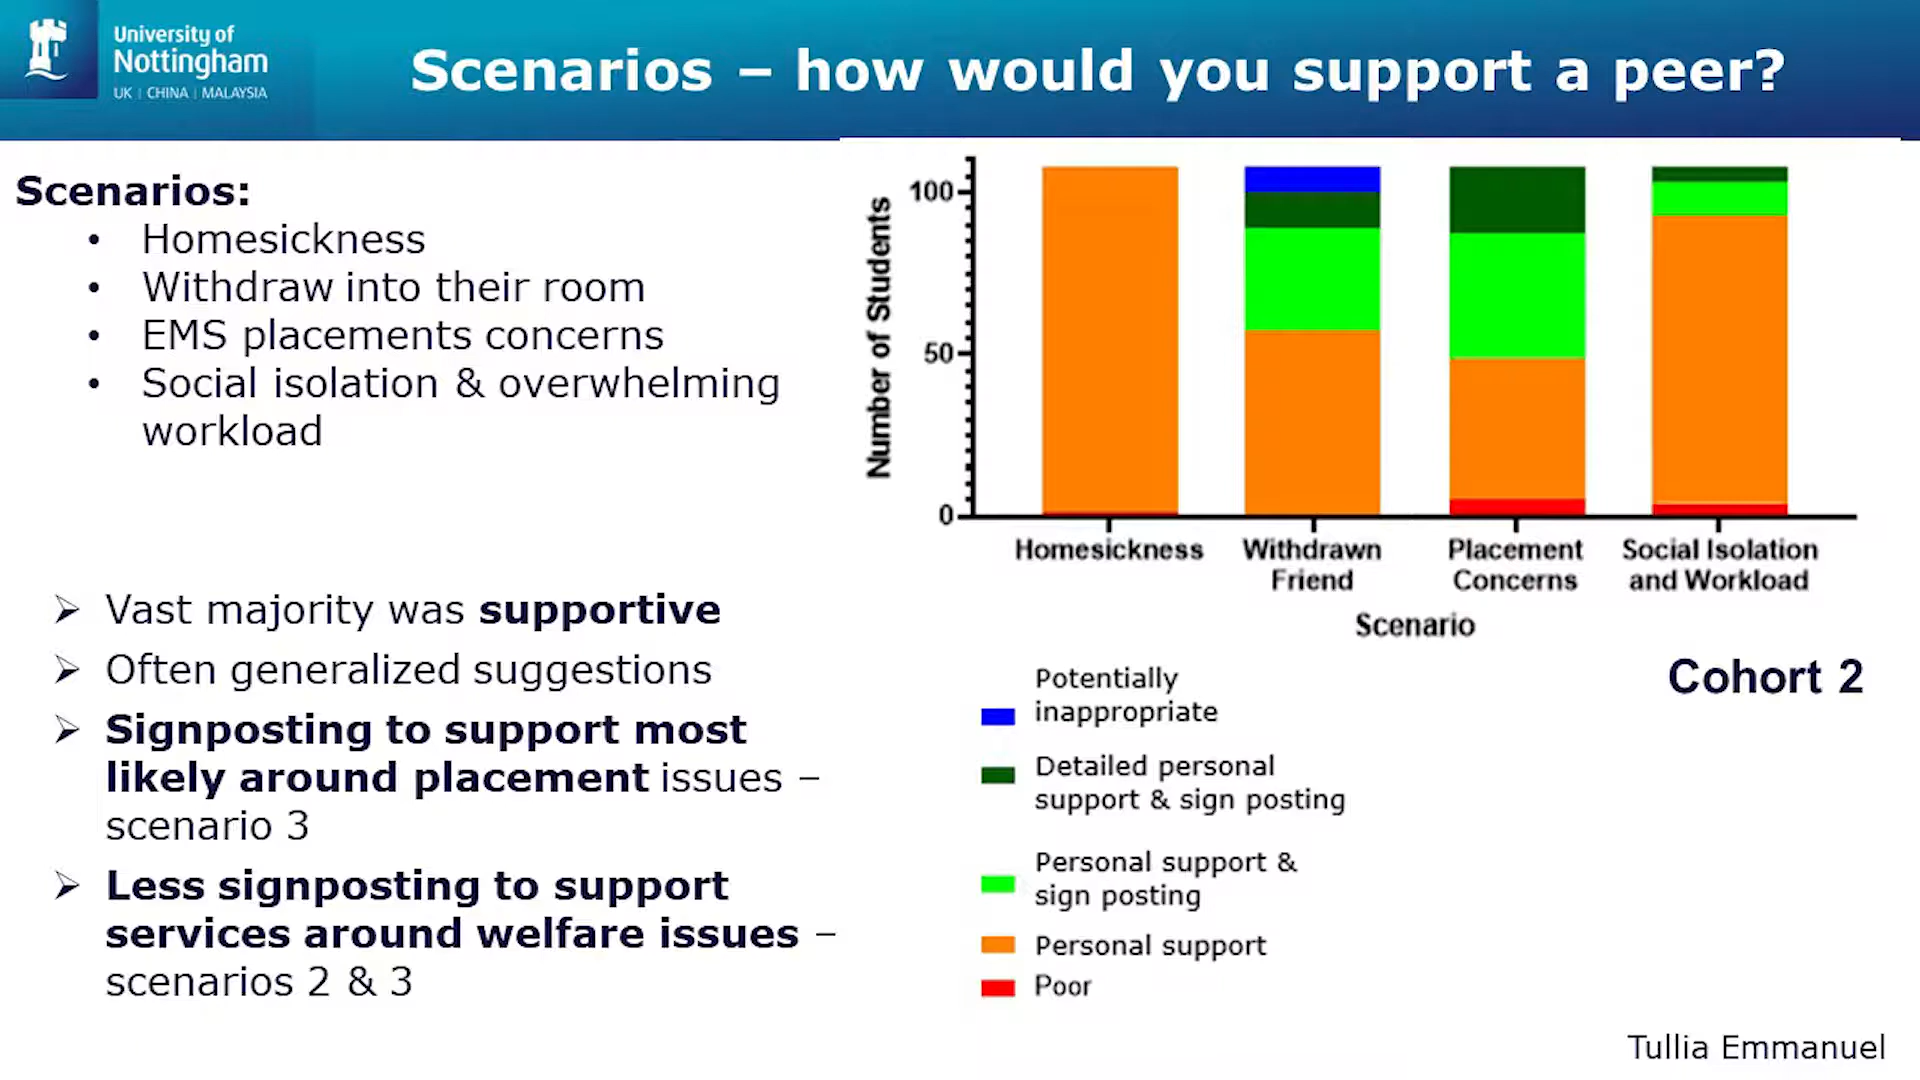 University of
Nottingham
UK | CHINA | MALAYSIA
Scenarios – how would you support a peer?
Scenarios:
• Homesickness
• Withdraw into their room
• EMS placements concerns
• Social isolation & overwhelming
workload
➢ Vast majority was supportive
➢ Often generalized suggestions
➢ Signposting to support most
likely around placement issues –
scenario 3
➢ Less signposting to support
services around welfare issues –
scenarios 2 & 3
Number of Students
100
50
0
Homesickness
Withdrawn
Friend
Placement
Concerns
Social Isolation
and Workload
Scenario
Cohort 2
Potentially
inappropriate
Detailed personal
support & sign posting
Personal support &
sign posting
Personal support
Poor
Tullia Emmanuel